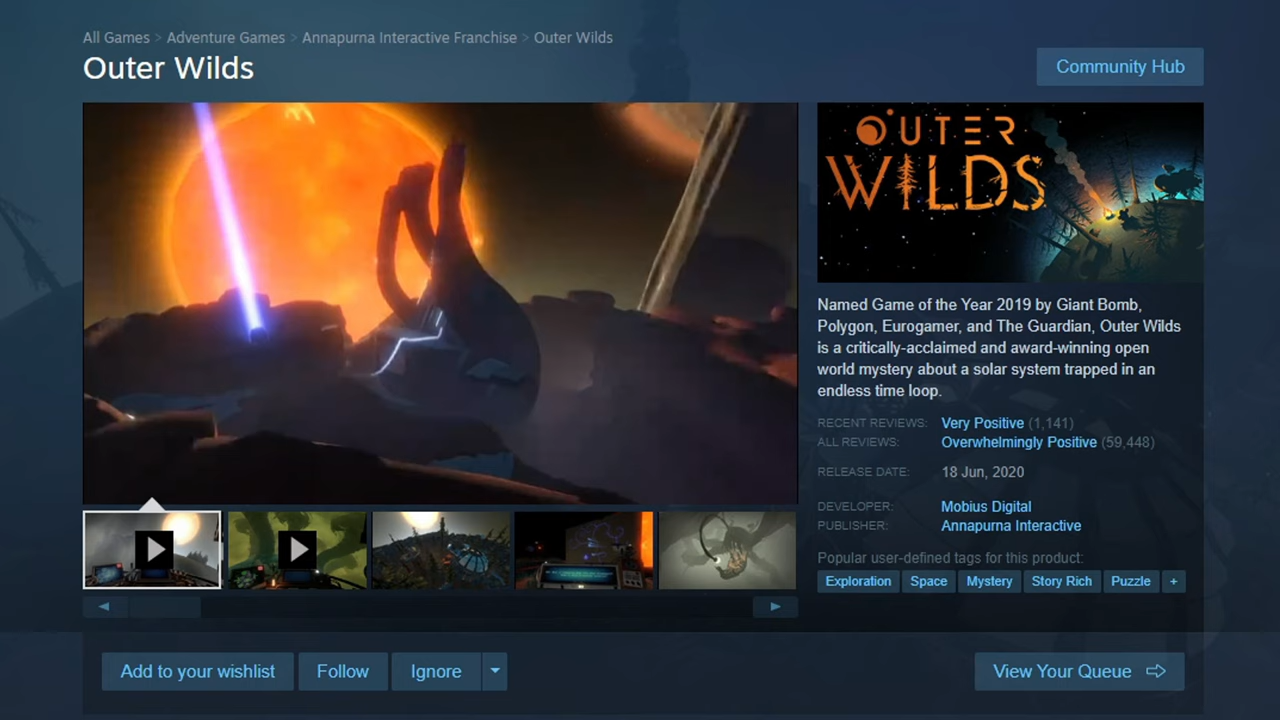 All Games > Adventure Games > Annapurna Interactive Franchise > Outer Wilds
Outer Wilds
Community Hub
OUTER
WILDS
Named Game of the Year 2019 by Giant Bomb,
Polygon, Eurogamer, and The Guardian, Outer Wilds
is a critically-acclaimed and award-winning open
world mystery about a solar system trapped in an
endless time loop.
RECENT REVIEWS: Very Positive (1,141)
ALL REVIEWS: Overwhelmingly Positive (59,448)
RELEASE DATE: 18 Jun, 2020
DEVELOPER: Mobius Digital
PUBLISHER: Annapurna Interactive
Popular user-defined tags for this product:
Exploration Space Mystery Story Rich Puzzle +
Add to your wishlist Follow Ignore View Your Queue